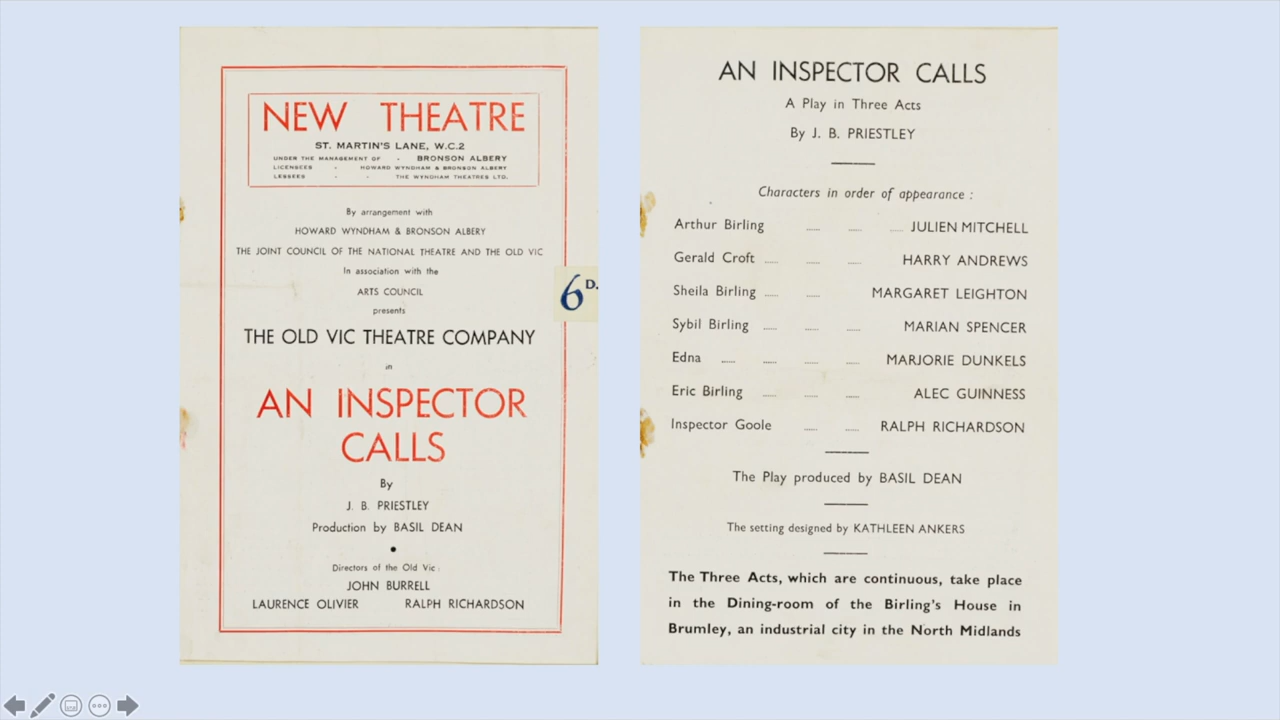 NEW THEATRE
ST. MARTIN'S LANE, W.C.2
UNDER THE MANAGEMENT OF - BRONSON ALBERY
LICENSEES - HOWARD WYNDHAM & BRONSON ALBERY
LESSEES - - THE WYNDHAM THEATRES LTD.
By arrangement with
HOWARD WYNDHAM & BRONSON ALBERY
THE JOINT COUNCIL OF THE NATIONAL THEATRE AND THE OLD VIC
In association with the
ARTS COUNCIL
presents
THE OLD VIC THEATRE COMPANY
in
AN INSPECTOR
CALLS
By
J. B. PRIESTLEY
Production by BASIL DEAN
Directors of the Old Vic:
JOHN BURRELL
LAURENCE OLIVIER RALPH RICHARDSON
6D.
AN INSPECTOR CALLS
A Play in Three Acts
By J. B. PRIESTLEY
Characters in order of appearance :
Arthur Birling ...... ...... ...... JULIEN MITCHELL
Gerald Croft ...... ...... ...... HARRY ANDREWS
Sheila Birling ...... ...... MARGARET LEIGHTON
Sybil Birling ...... ...... ...... MARIAN SPENCER
Edna ...... ...... ...... ...... MARJORIE DUNKELS
Eric Birling ...... ...... ...... ALEC GUINNESS
Inspector Goole ...... ...... RALPH RICHARDSON
The Play produced by BASIL DEAN
The setting designed by KATHLEEN ANKERS
The Three Acts, which are continuous, take place
in the Dining-room of the Birling's House in
Brumley, an industrial city in the North Midlands